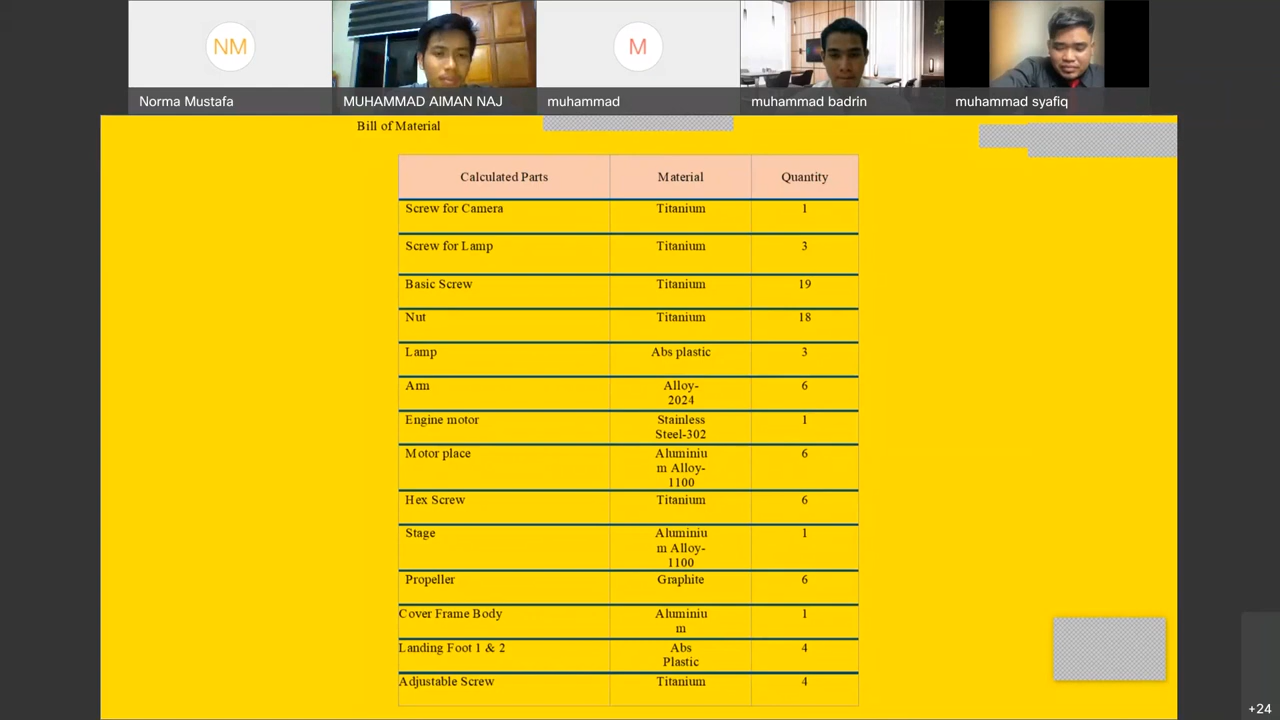 NM
M
Norma Mustafa
MUHAMMAD AIMAN NAJ
muhammad
muhammad badrin
muhammad syafiq
Bill of Material
Calculated Parts Material Quantity
Screw for Camera Titanium 1
Screw for Lamp Titanium 3
Basic Screw Titanium 19
Nut Titanium 18
Lamp Abs plastic 3
Arm Alloy- 6
2024
Engine motor Stainless 1
Steel-302
Motor place Aluminiu 6
m Alloy-
1100
Hex Screw Titanium 6
Stage Aluminiu 1
m Alloy-
1100
Propeller Graphite 6
Cover Frame Body Aluminiu 1
m
Landing Foot 1 & 2 Abs 4
Plastic
Adjustable Screw Titanium 4
+24